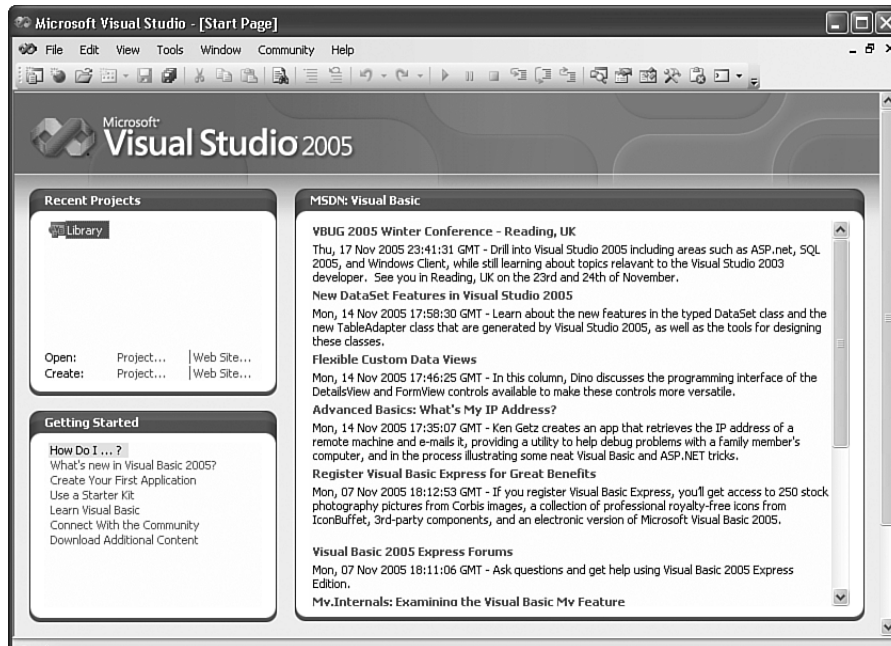 Microsoft Visual Studio - [Start Page]
File Edit View Tools Window Community Help
Microsoft
Visual Studio 2005
Recent Projects
Library
Open: Project... Web Site...
Create: Project... Web Site...
Getting Started
How Do I ... ?
What's new in Visual Basic 2005?
Create Your First Application
Use a Starter Kit
Learn Visual Basic
Connect With the Community
Download Additional Content
MSDN: Visual Basic
VBUG 2005 Winter Conference - Reading, UK
Thu, 17 Nov 2005 23:41:31 GMT - Drill into Visual Studio 2005 including areas such as ASP.net, SQL
2005, and Windows Client, while still learning about topics relavant to the Visual Studio 2003
developer. See you in Reading, UK on the 23rd and 24th of November.
New DataSet Features in Visual Studio 2005
Mon, 14 Nov 2005 17:58:30 GMT - Learn about the new features in the typed DataSet class and the
new TableAdapter class that are generated by Visual Studio 2005, as well as the tools for designing
these classes.
Flexible Custom Data Views
Mon, 14 Nov 2005 17:46:25 GMT - In this column, Dino discusses the programming interface of the
DetailsView and FormView controls available to make these controls more versatile.
Advanced Basics: What's My IP Address?
Mon, 14 Nov 2005 17:35:07 GMT - Ken Getz creates an app that retrieves the IP address of a
remote machine and e-mails it, providing a utility to help debug problems with a family member's
computer, and in the process illustrating some neat Visual Basic and ASP.NET tricks.
Register Visual Basic Express for Great Benefits
Mon, 07 Nov 2005 18:12:53 GMT - If you register Visual Basic Express, you'll get access to 250 stock
photography pictures from Corbis images, a collection of professional royalty-free icons from
IconBuffet, 3rd-party components, and an electronic version of Microsoft Visual Basic 2005.
Visual Basic 2005 Express Forums
Mon, 07 Nov 2005 18:11:06 GMT - Ask questions and get help using Visual Basic 2005 Express
Edition.
My.Internals: Examining the Visual Basic My Feature